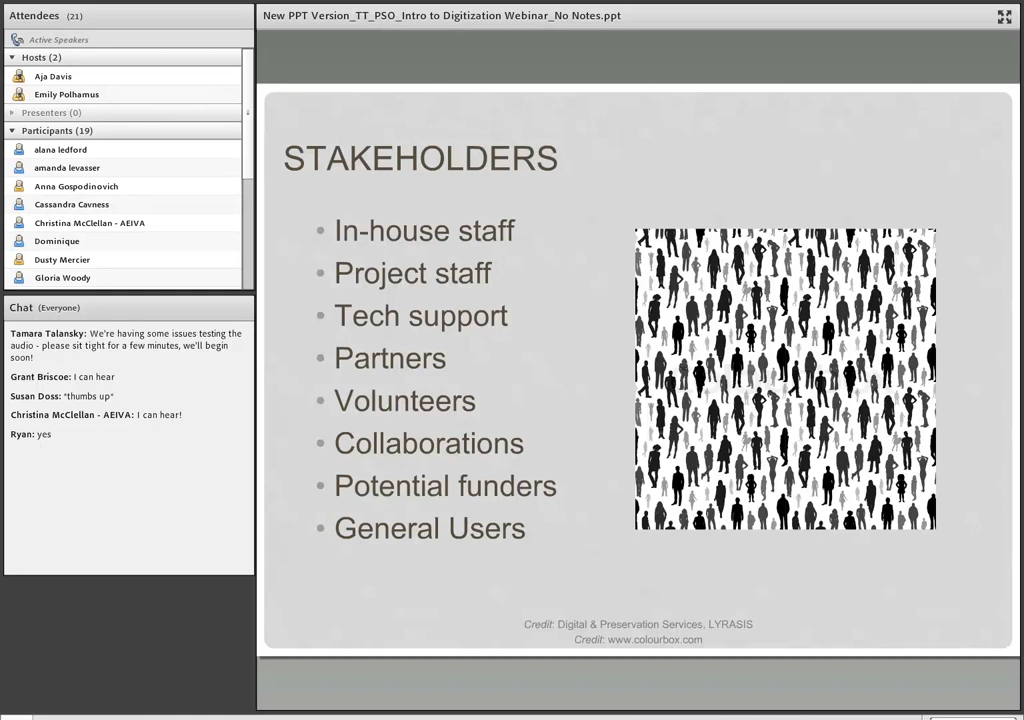 Attendees (21)
Active Speakers
Hosts (2)
Aja Davis
Emily Polhamus
Presenters (0)
Participants (19)
alana ledford
amanda levasser
Anna Gospodinovich
Cassandra Cavness
Christina McClellan - AEIVA
Dominique
Dusty Mercier
Gloria Woody
Chat (Everyone)
Tamara Talansky: We're having some issues testing the
audio - please sit tight for a few minutes, we'll begin
soon!
Grant Briscoe: I can hear
Susan Doss: *thumbs up*
Christina McClellan - AEIVA: I can hear!
Ryan: yes
New PPT Version_TT_PSO_Intro to Digitization Webinar_No Notes.ppt
STAKEHOLDERS
• In-house staff
• Project staff
• Tech support
• Partners
• Volunteers
• Collaborations
• Potential funders
• General Users
Credit: Digital & Preservation Services, LYRASIS
Credit: www.colourbox.com